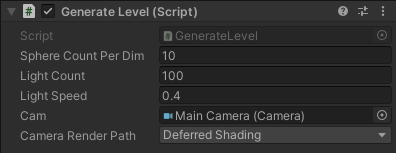 Generate Level (Script)
Script GenerateLevel
Sphere Count Per Dim 10
Light Count 100
Light Speed 0.4
Cam Main Camera (Camera)
Camera Render Path Deferred Shading